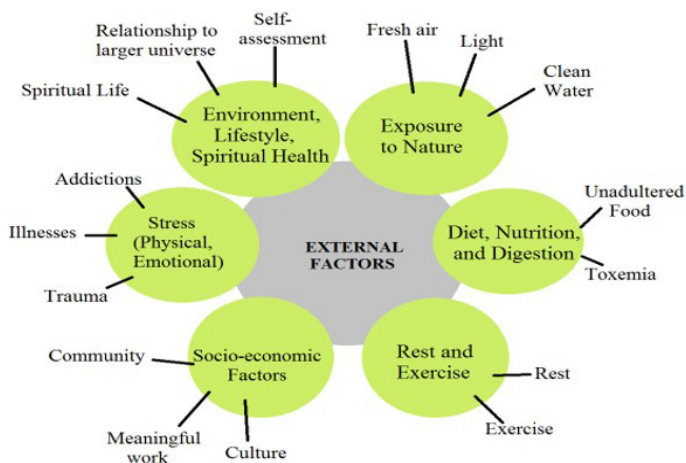 Relationship to
larger universe
Self-
assessment
Spiritual Life
Environment,
Lifestyle,
Spiritual Health
Fresh air
Light
Clean
Water
Exposure
to Nature
Addictions
Illnesses
Trauma
Stress
(Physical,
Emotional)
EXTERNAL
FACTORS
Diet, Nutrition,
and Digestion
Unadultered
Food
Toxemia
Community
Meaningful
work
Culture
Socio-economic
Factors
Rest and
Exercise
Rest
Exercise